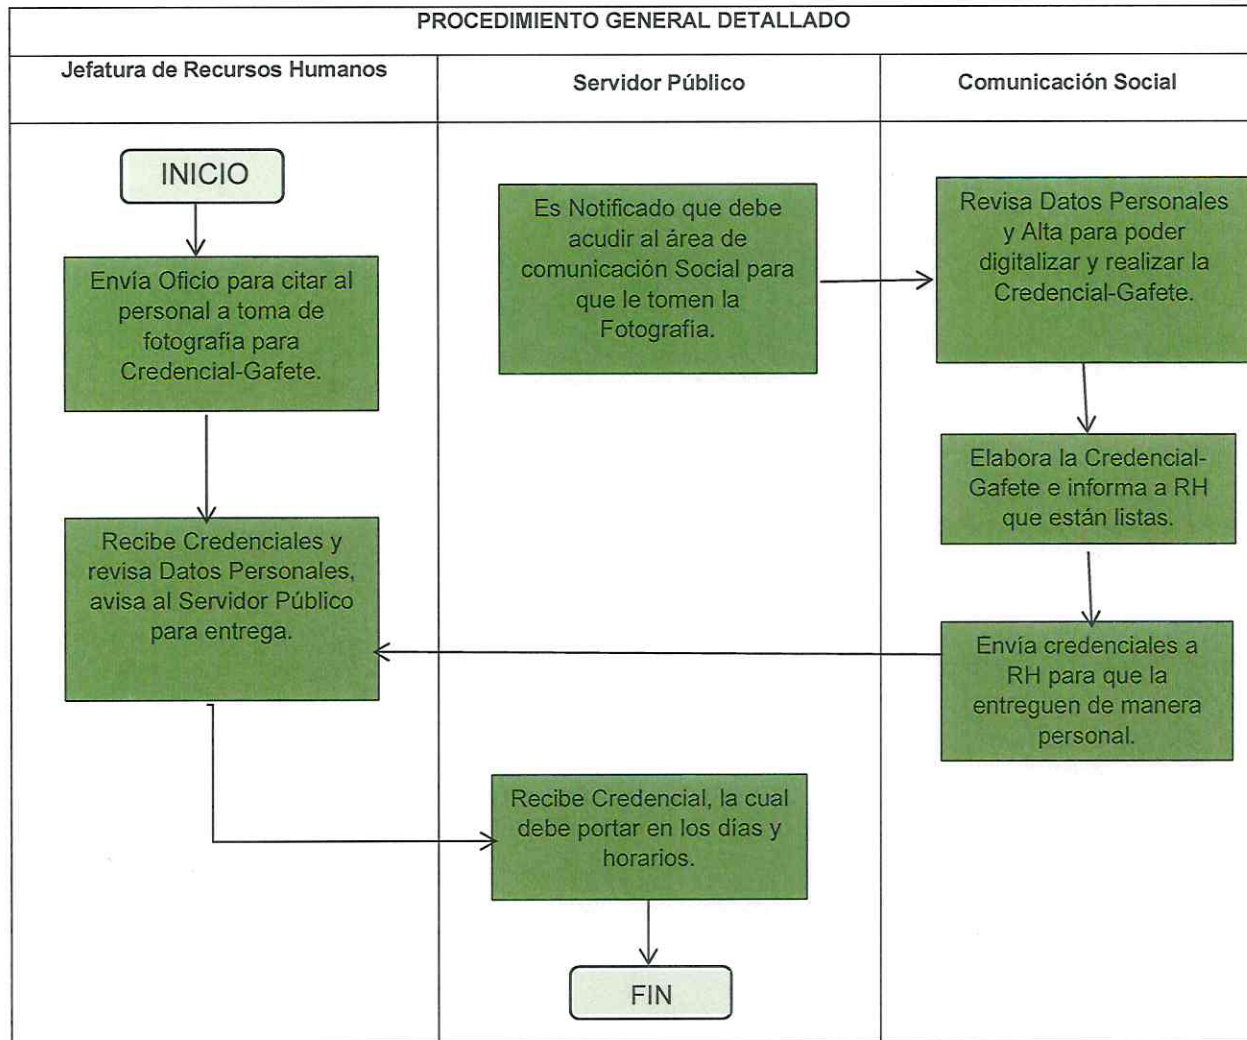 PROCEDIMIENTO GENERAL DETALLADO
Jefatura de Recursos Humanos
Servidor Público
Comunicación Social
INICIO
Envía Oficio para citar al
personal a toma de
fotografía para
Credencial-Gafete.
Recibe Credenciales y
revisa Datos Personales,
avisa al Servidor Público
para entrega.
Es Notificado que debe
acudir al área de
comunicación Social para
que le tomen la
Fotografía.
Recibe Credencial, la cual
debe portar en los días y
horarios.
FIN
Revisa Datos Personales
y Alta para poder
digitalizar y realizar la
Credencial-Gafete.
Elabora la Credencial-
Gafete e informa a RH
que están listas.
Envía credenciales a
RH para que la
entreguen de manera
personal.